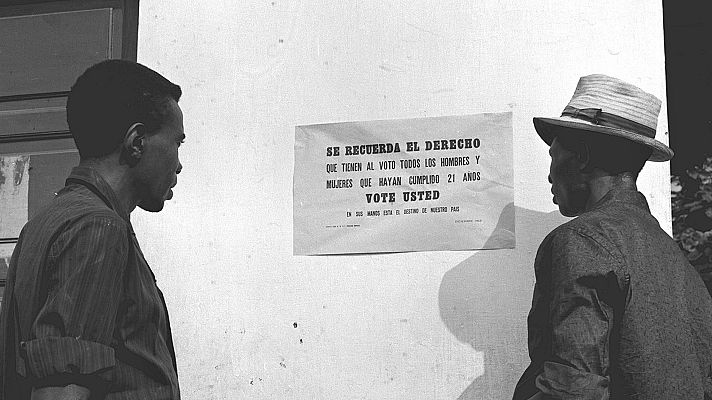 SE RECUERDA EL DERECHO
QUE TIENEN AL VOTO TODOS LOS HOMBRES Y
MUJERES QUE HAYAN CUMPLIDO 21 AÑOS
VOTE USTED
EN SUS MANOS ESTA EL DESTINO DE NUESTRO PAIS